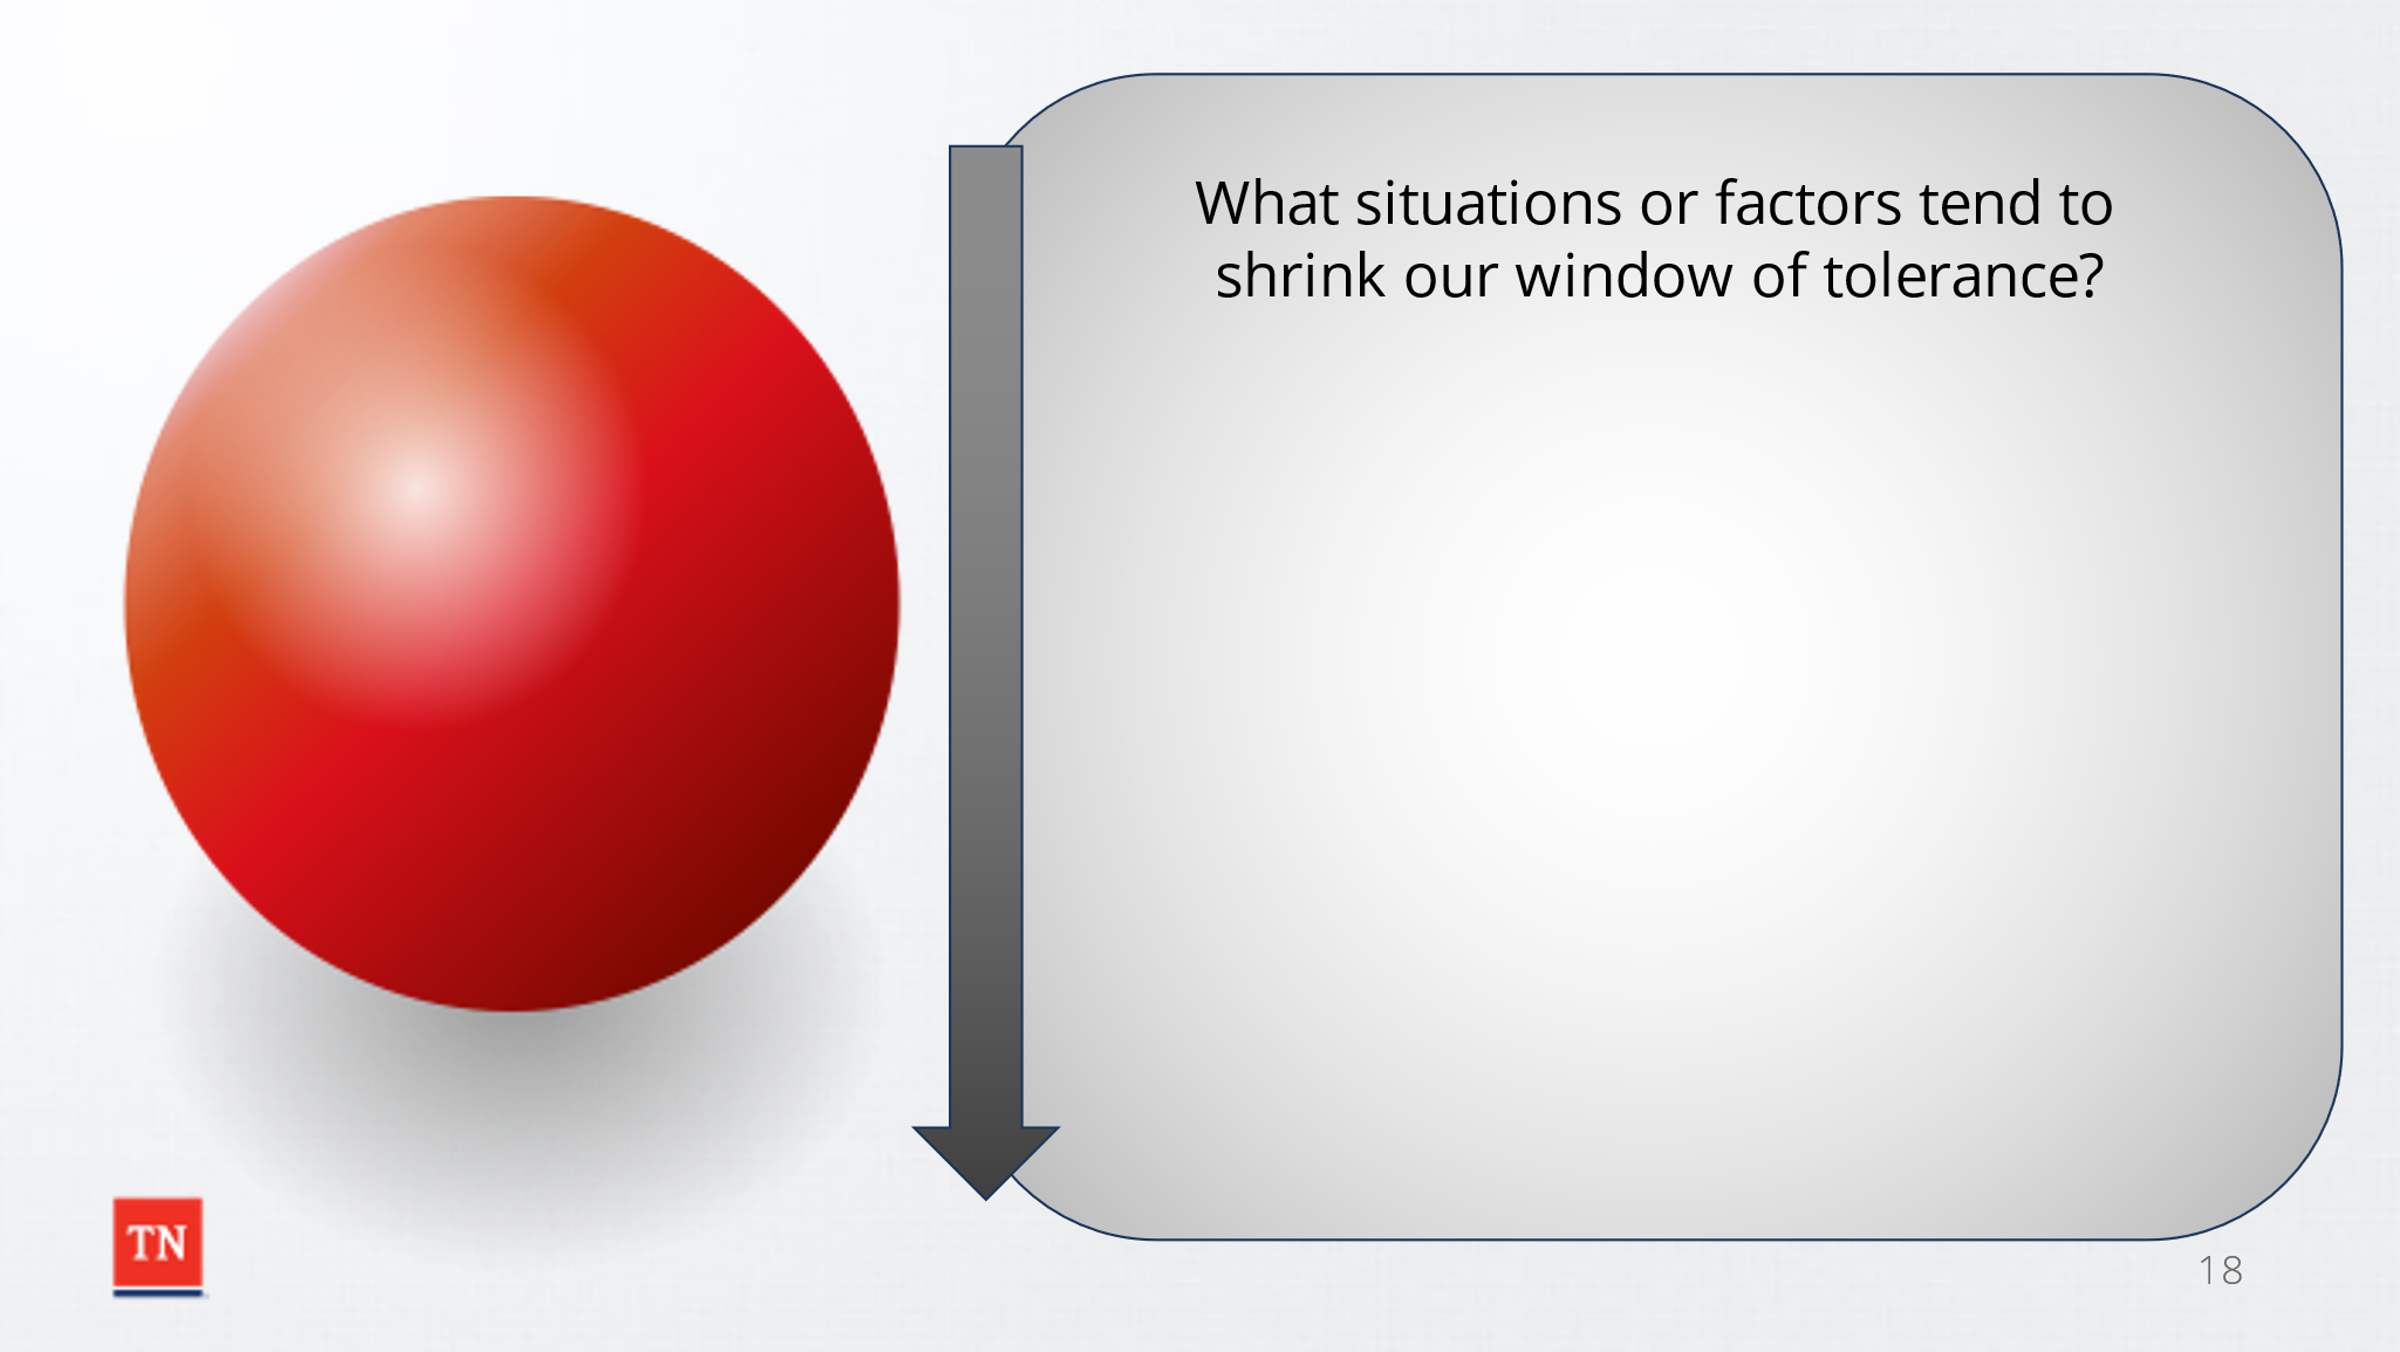 What situations or factors tend to
shrink our window of tolerance?
TN
18